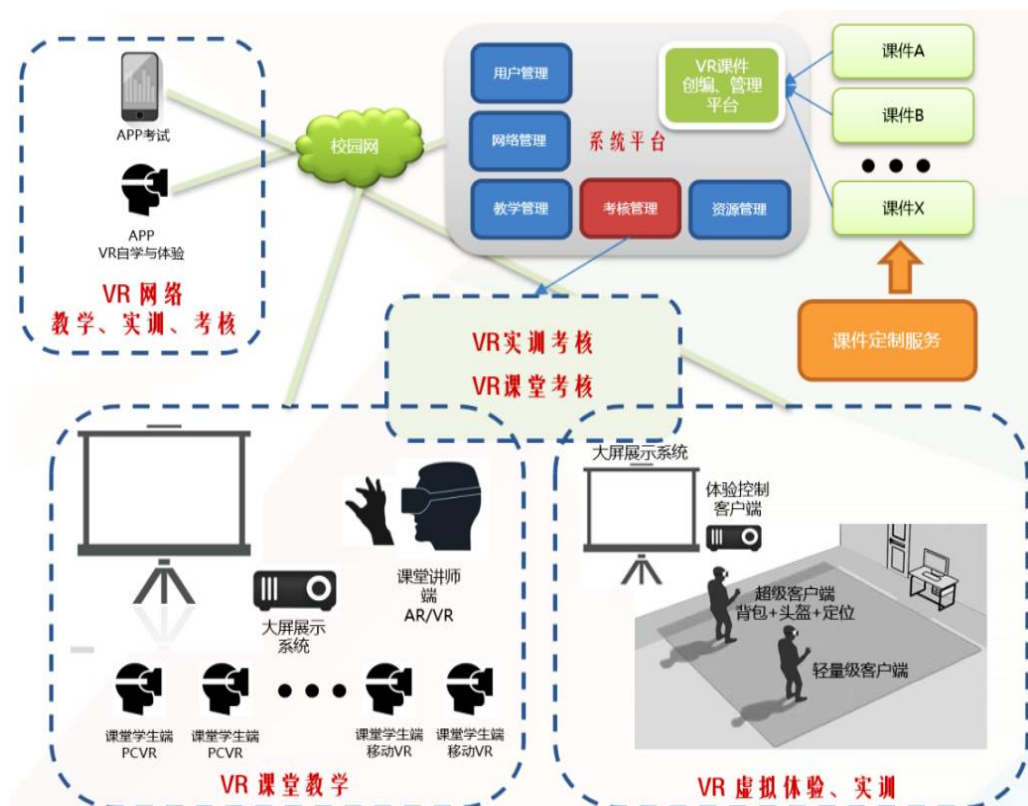 APP考试
APP
VR自学与体验
VR 网络
教学、实训、考核
校园网
用户管理
网络管理
教学管理
考核管理
资源管理
系统平台
VR课件
创编、管理
平台
课件A
课件B
课件X
课件定制服务
VR实训考核
VR课堂考核
大屏展示
系统
课堂讲师
端
AR/VR
课堂学生端
PCVR
课堂学生端
PCVR
课堂学生端
移动VR
课堂学生端
移动VR
VR 课堂教学
大屏展示系统
体验控制
客户端
超级客户端
背包+头盔+定位
轻量级客户端
VR 虚拟体验、实训